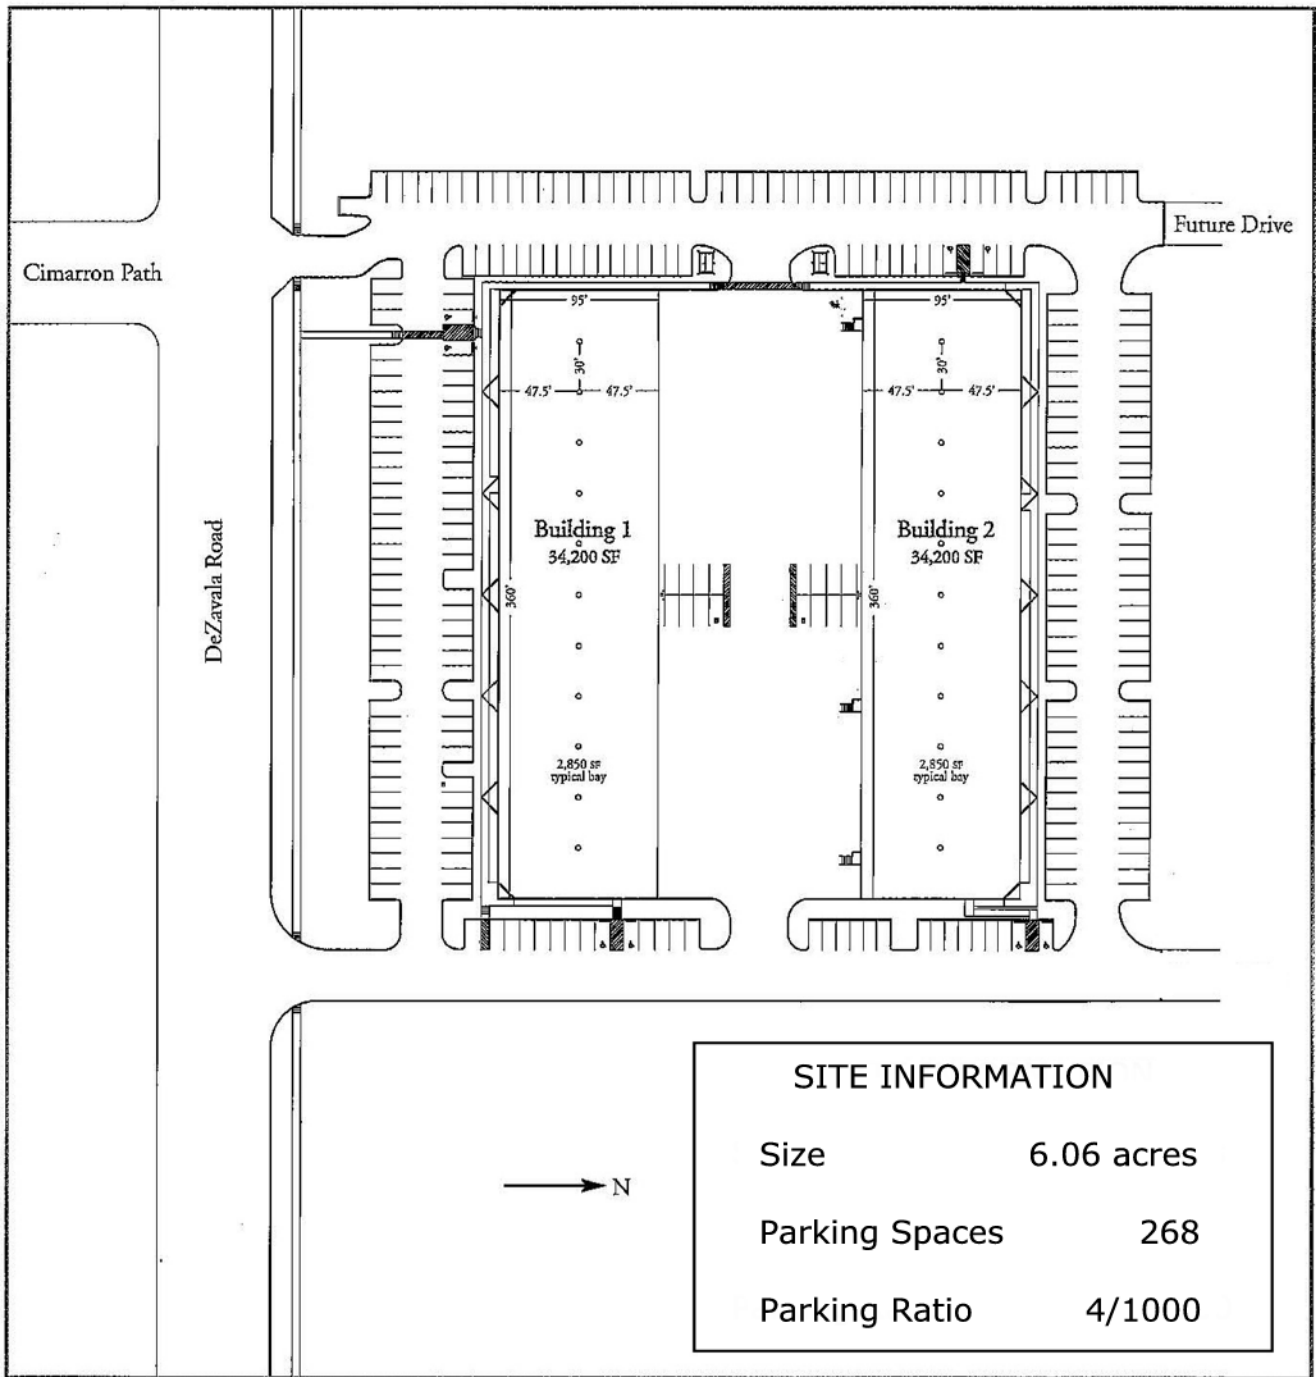 Future Drive
Cimarron Path
95'
95'
30'
30'
47.5'
47.5'
47.5'
47.5'
Building 1
34,200 SF
Building 2
34,200 SF
DeZavala Road
360'
360'
2,850 SF
typical bay
2,850 SF
typical bay
N
SITE INFORMATION
Size 6.06 acres
Parking Spaces 268
Parking Ratio 4/1000